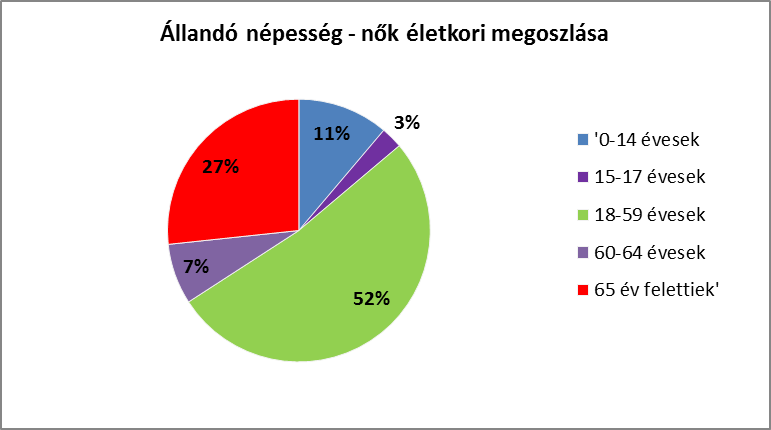 Állandó népesség - nők életkori megoszlása
11%
3%
52%
7%
27%
'0-14 évesek
15-17 évesek
18-59 évesek
60-64 évesek
65 év felettiek'